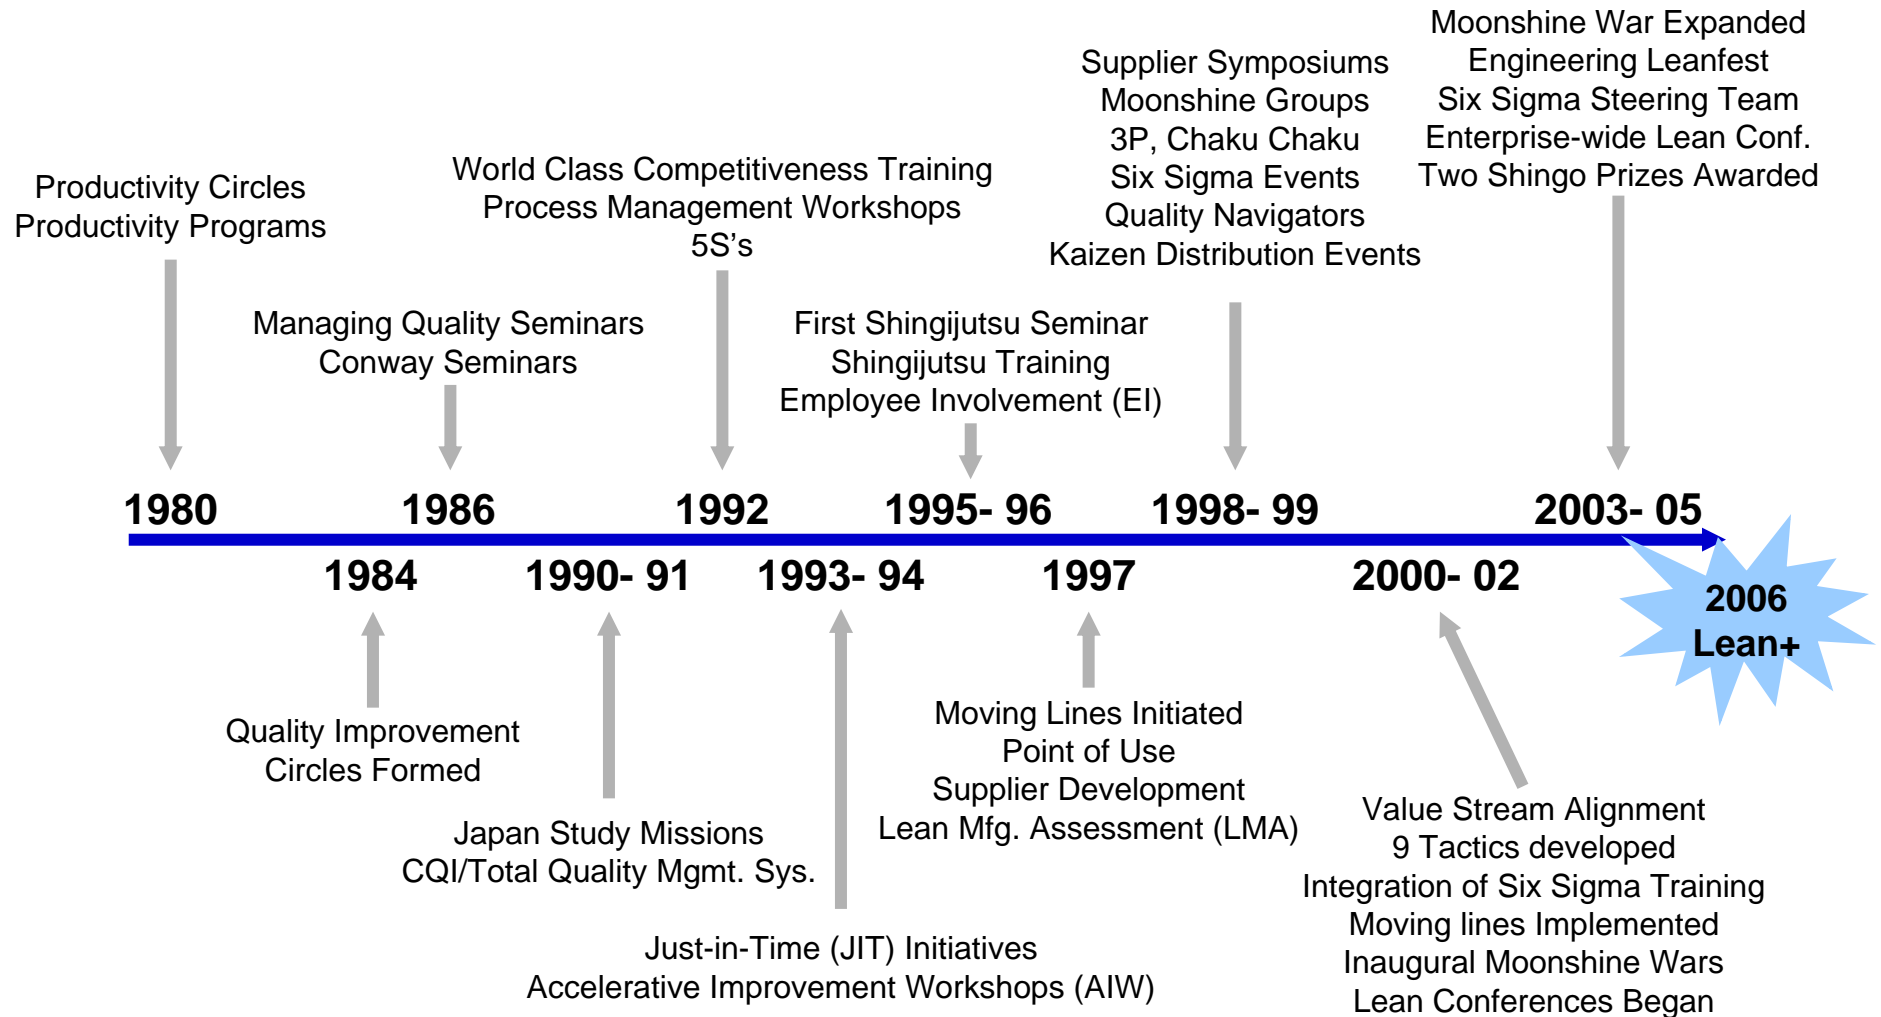 Productivity Circles
Productivity Programs
Managing Quality Seminars
Conway Seminars
World Class Competitiveness Training
Process Management Workshops
5S’s
First Shingijutsu Seminar
Shingijutsu Training
Employee Involvement (EI)
Supplier Symposiums
Moonshine Groups
3P, Chaku Chaku
Six Sigma Events
Quality Navigators
Kaizen Distribution Events
Moonshine War Expanded
Engineering Leanfest
Six Sigma Steering Team
Enterprise-wide Lean Conf.
Two Shingo Prizes Awarded
1980
1986
1992
1995- 96
1998- 99
2003- 05
1984
1990- 91
1993- 94
1997
2000- 02
2006
Lean+
Quality Improvement
Circles Formed
Japan Study Missions
CQI/Total Quality Mgmt. Sys.
Just-in-Time (JIT) Initiatives
Accelerative Improvement Workshops (AIW)
Moving Lines Initiated
Point of Use
Supplier Development
Lean Mfg. Assessment (LMA)
Value Stream Alignment
9 Tactics developed
Integration of Six Sigma Training
Moving lines Implemented
Inaugural Moonshine Wars
Lean Conferences Began